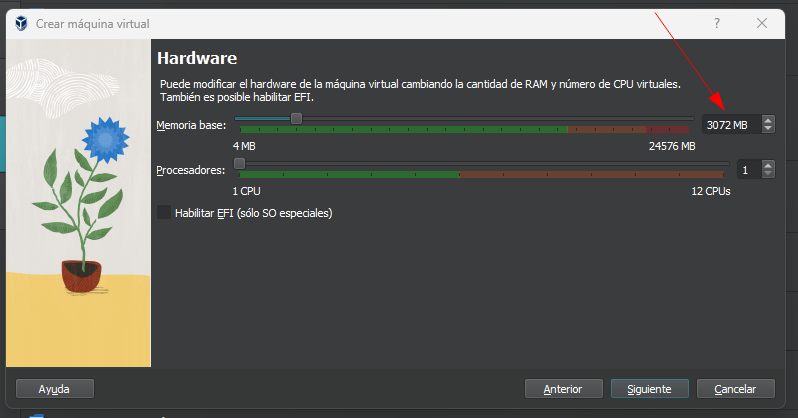 Crear máquina virtual
Hardware
Puede modificar el hardware de la máquina virtual cambiando la cantidad de RAM y número de CPU virtuales.
También es posible habilitar EFI.
Memoria base:
3072 MB
4 MB
24576 MB
Procesadores:
1
1 CPU
12 CPUs
Habilitar EFI (sólo SO especiales)
Ayuda
Anterior
Siguiente
Cancelar